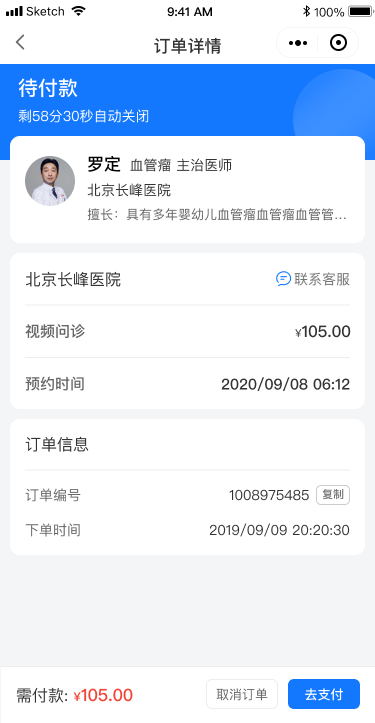 Sketch 9:41 AM 100%
订单详情
待付款
剩58分30秒自动关闭
罗定 血管瘤 主治医师
北京长峰医院
擅长：具有多年婴幼儿血管瘤血管瘤血管管...
北京长峰医院 联系客服
视频问诊 ¥105.00
预约时间 2020/09/08 06:12
订单信息
订单编号 1008975485 复制
下单时间 2019/09/09 20:20:30
需付款: ¥105.00 取消订单 去支付